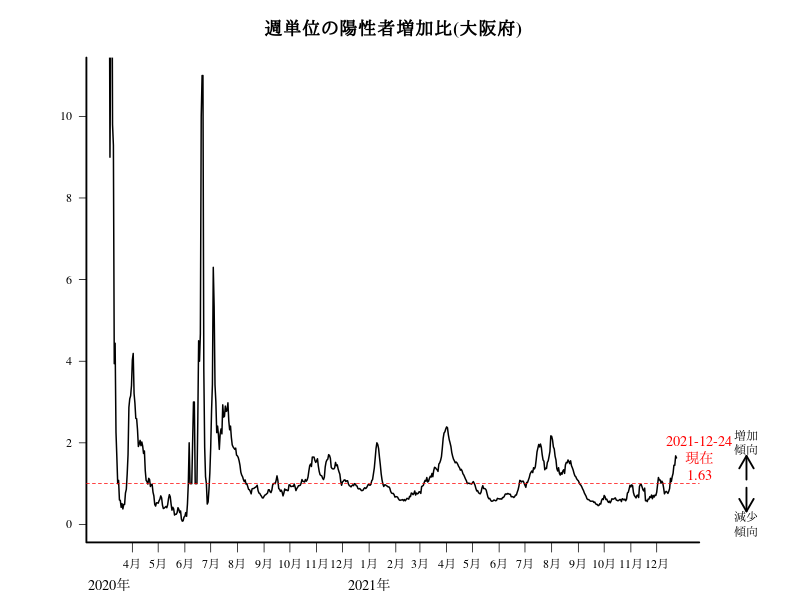 週単位の陽性者増加比(大阪府)
10
8
6
4
2
0
2021-12-24
現在
1.63
増加
傾向
減少
傾向
4月 5月 6月 7月 8月 9月 10月 11月 12月 1月 2月 3月 4月 5月 6月 7月 8月 9月 10月 11月 12月
2020年 2021年